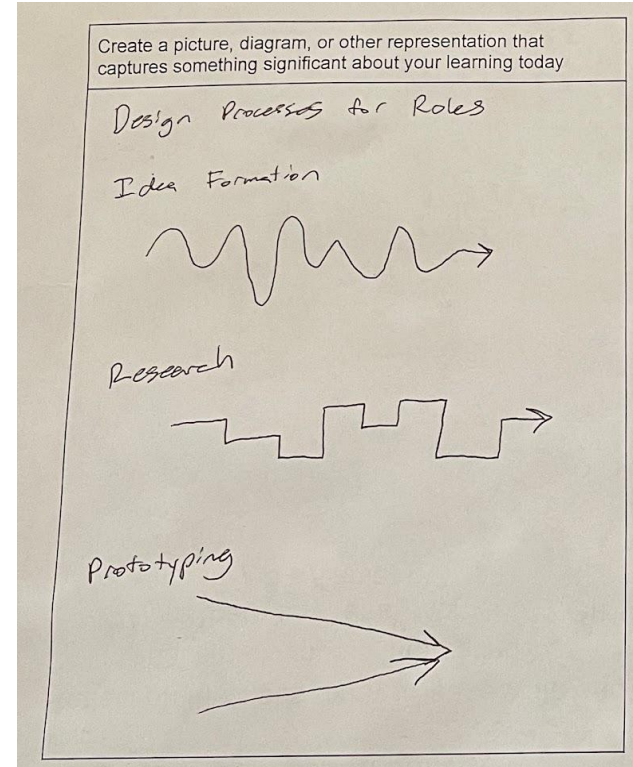 Create a picture, diagram, or other representation that
captures something significant about your learning today
Design Processes for Roles
Idea Formation
Research
Prototyping